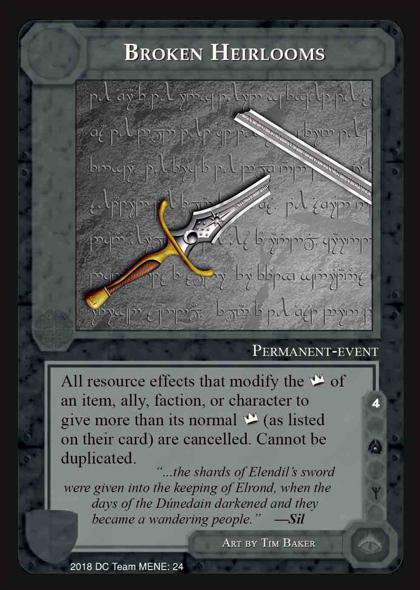 BROKEN HEIRLOOMS
PERMANENT-EVENT
All resource effects that modify the of
an item, ally, faction, or character to
give more than its normal (as listed
on their card) are cancelled. Cannot be
duplicated.
4
"...the shards of Elendil's sword
were given into the keeping of Elrond, when the
days of the Dúnedain darkened and they
became a wandering people." —Sil
ART BY TIM BAKER
2018 DC Team MENE: 24